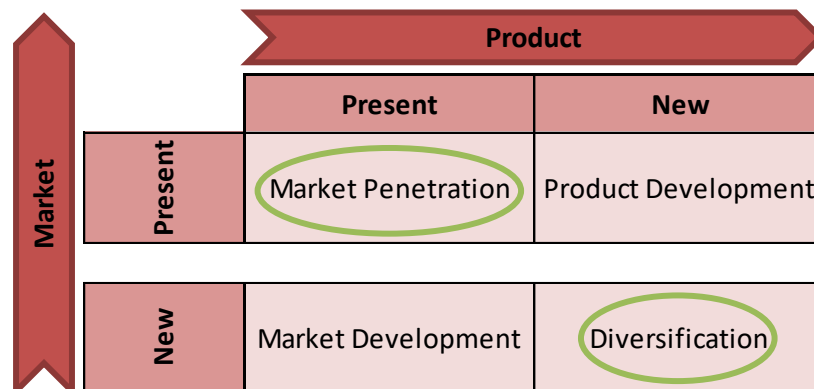 Product
Market
Present New
Present
Market Penetration Product Development
New
Market Development Diversification